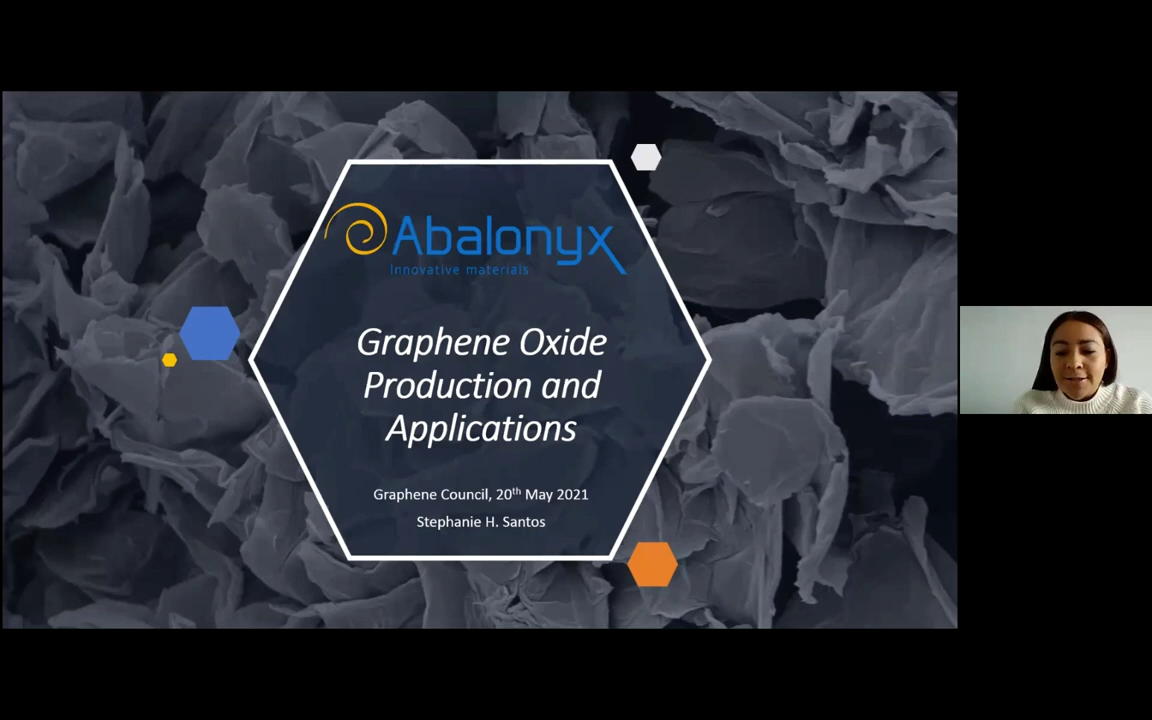 Abalonyx
Innovative materials
Graphene Oxide
Production and
Applications
Graphene Council, 20th May 2021
Stephanie H. Santos